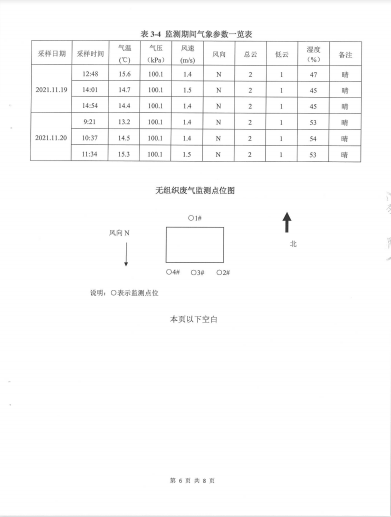 表 3-4 监测期间气象参数一览表
采样日期 采样时间 气温(℃) 气压(kPa) 风速(m/s) 风向 总云 低云 湿度(%) 备注
2021.11.19 12:48 15.6 100.1 1.4 N 2 1 47 晴
14:01 14.7 100.1 1.5 N 2 1 45 晴
14:54 14.4 100.1 1.4 N 2 1 45 晴
2021.11.20 9:21 13.2 100.1 1.4 N 2 1 53 晴
10:37 14.5 100.1 1.4 N 2 1 54 晴
11:34 15.3 100.1 1.5 N 2 1 53 晴
无组织废气监测点位图
○1#
风向 N
北
○4# ○3# ○2#
说明：○表示监测点位
本页以下空白
第 6 页 共 8 页